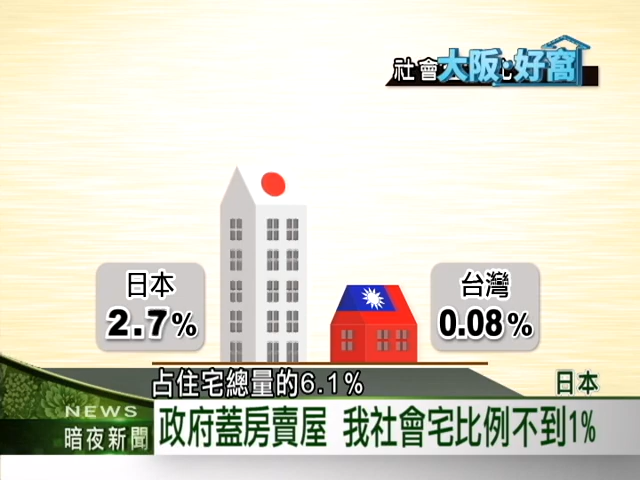 社會
大阪‧好窩
日本
2.7%
台灣
0.08%
占住宅總量的6.1%
日本
NEWS
暗夜新聞
政府蓋房賣屋 我社會宅比例不到1%